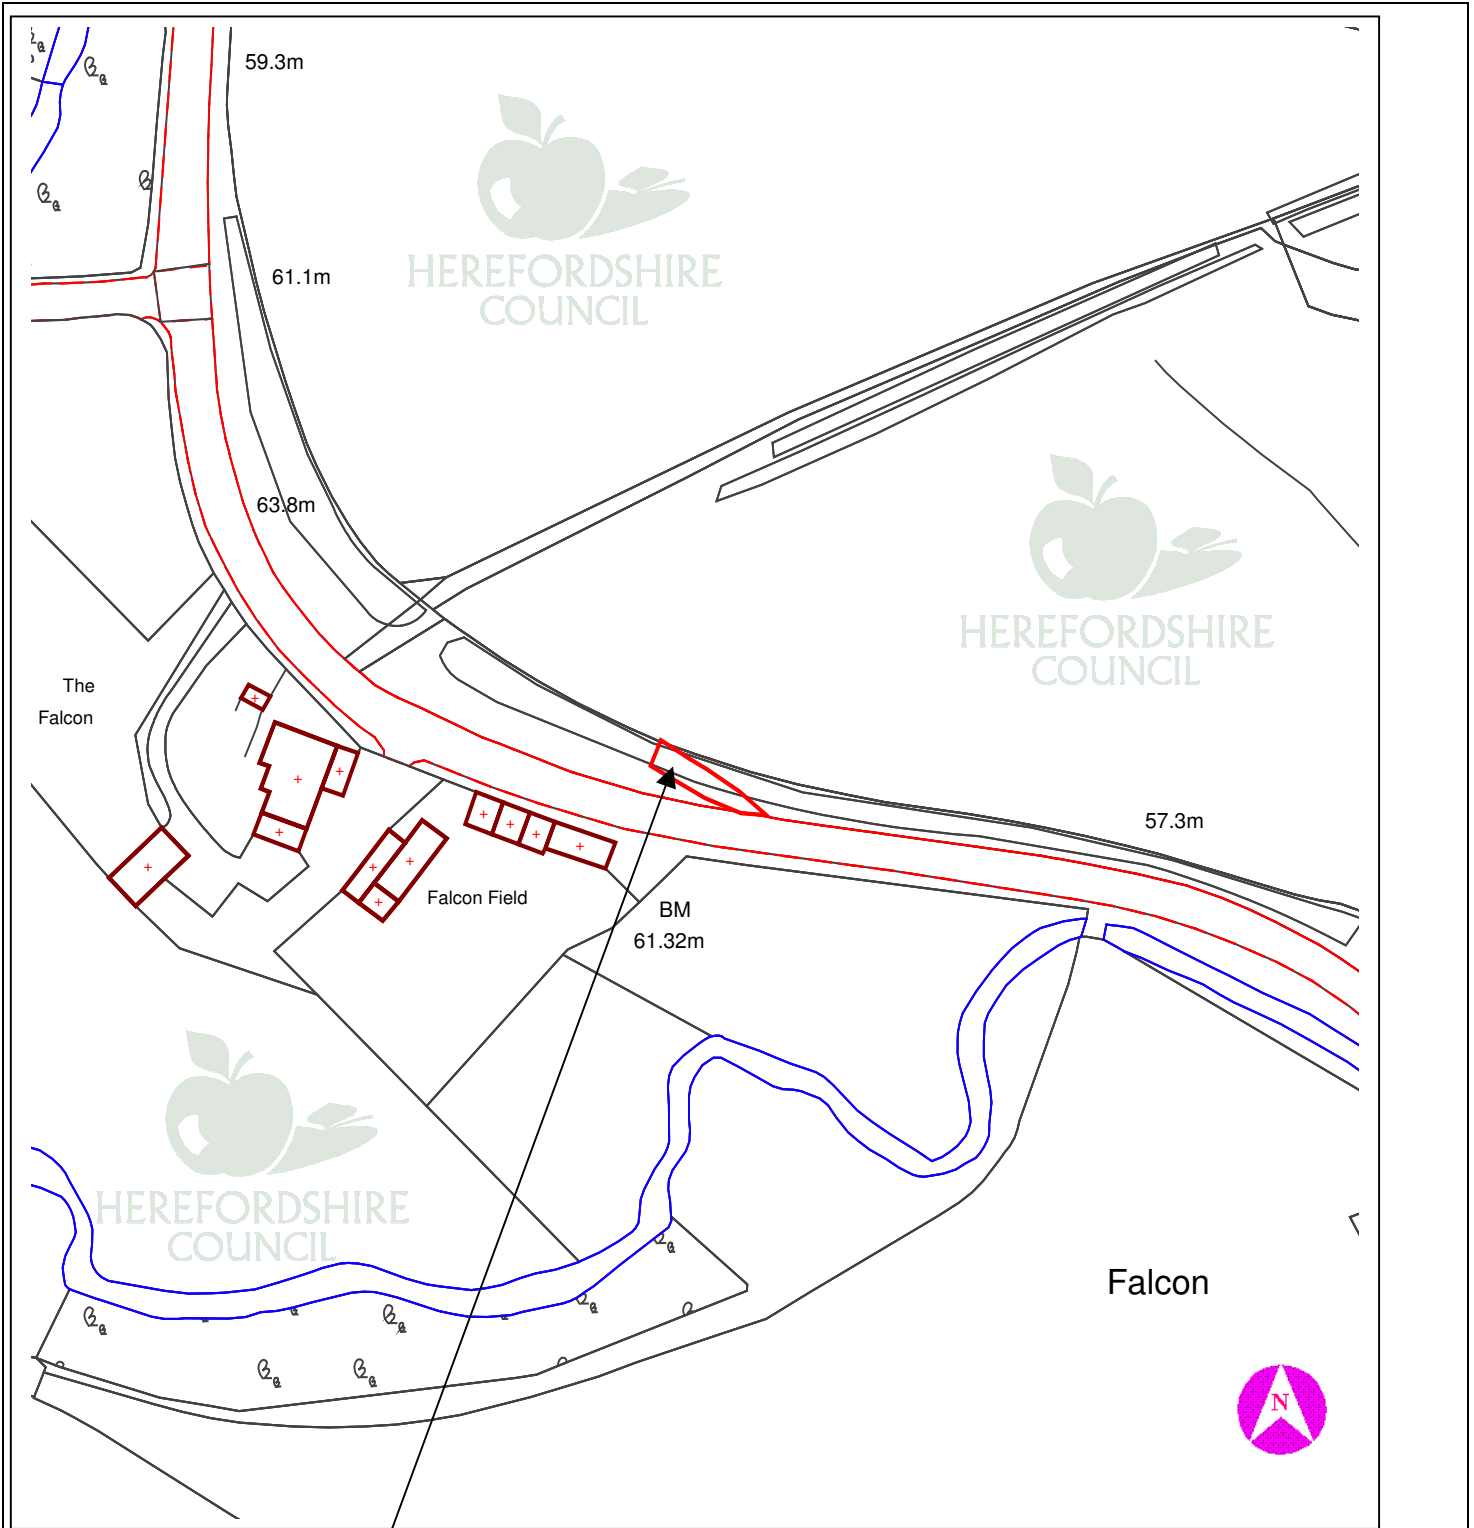 59.3m
HEREFORDSHIRE
COUNCIL
61.1m
63.8m
HEREFORDSHIRE
COUNCIL
The
Falcon
57.3m
Falcon Field
BM
61.32m
HEREFORDSHIRE
COUNCIL
Falcon
N